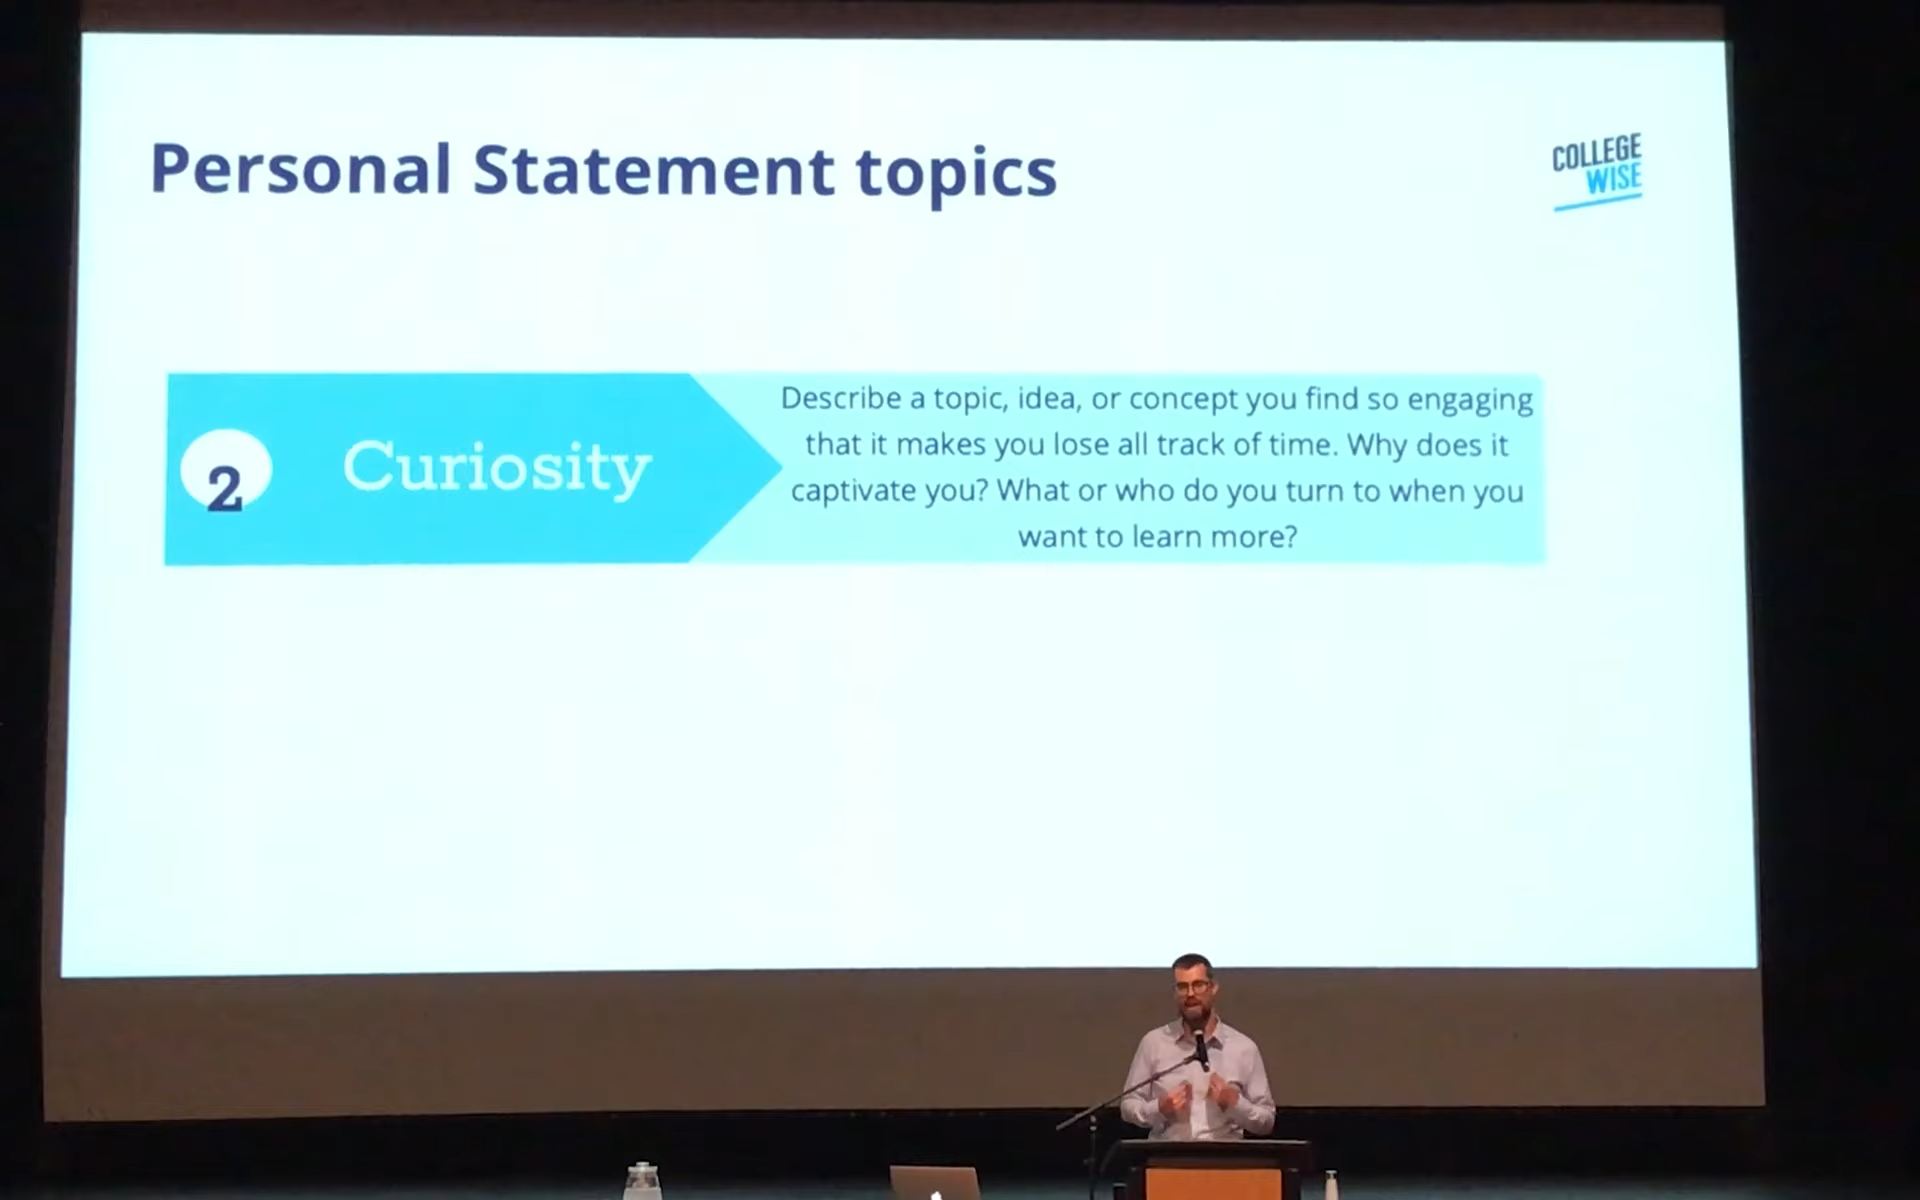 Personal Statement topics
COLLEGE
WISE
2
Curiosity
Describe a topic, idea, or concept you find so engaging
that it makes you lose all track of time. Why does it
captivate you? What or who do you turn to when you
want to learn more?